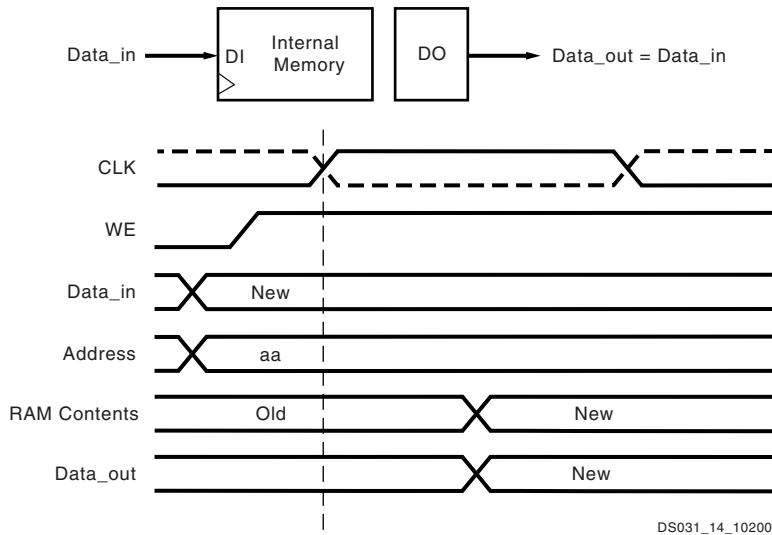 Data_in
DI
Internal
Memory
DO
Data_out = Data_in
CLK
WE
Data_in
New
Address
aa
RAM Contents
Old
New
Data_out
New
DS031_14_10200